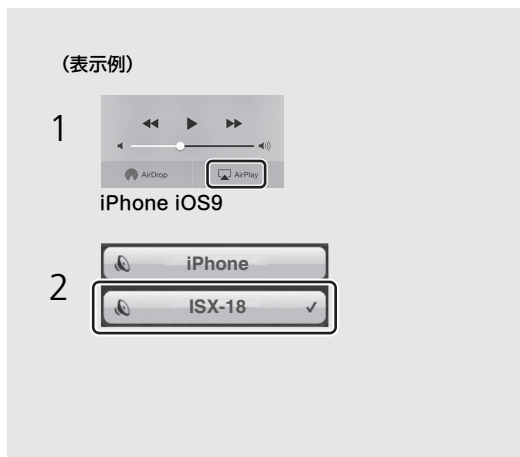 （表示例）
1
AirDrop AirPlay
iPhone iOS9
2
iPhone
ISX-18 ✓